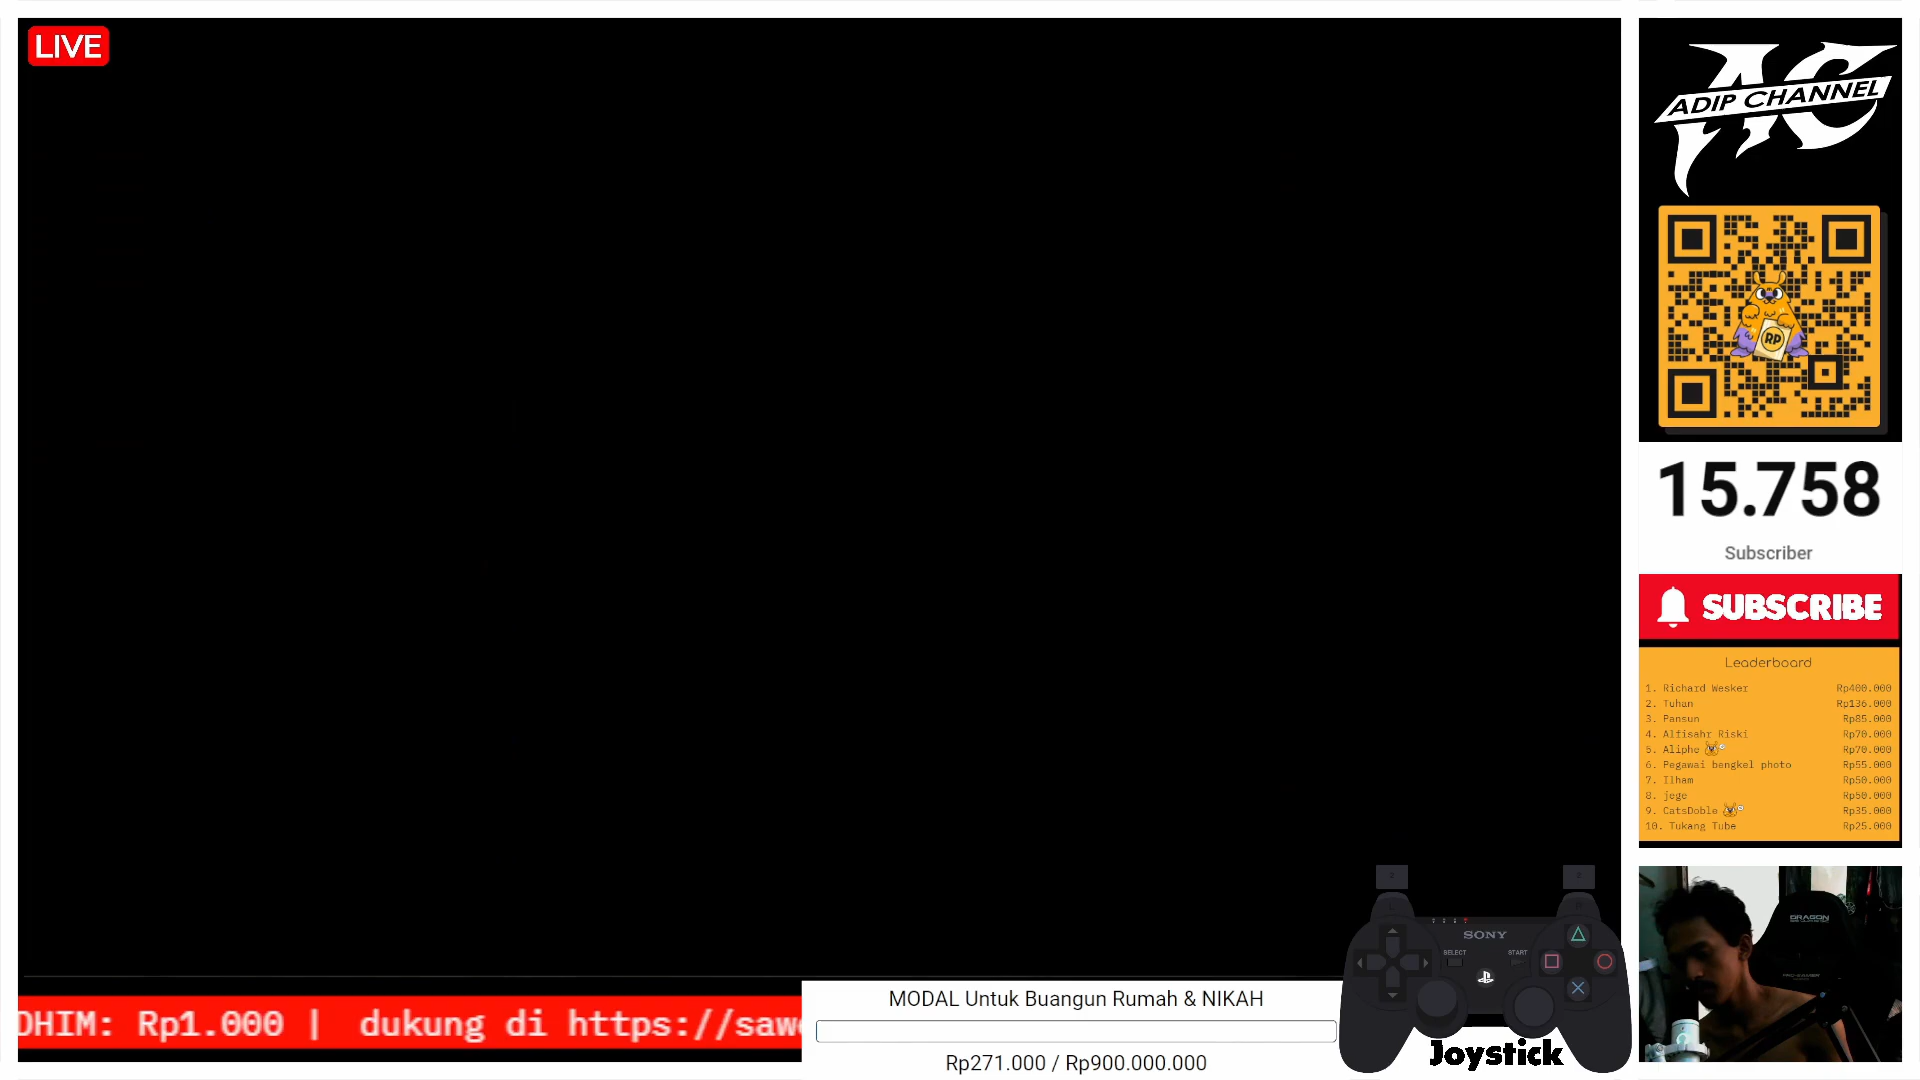 LIVE
AC
ADIP CHANNEL
RP
15.758
Subscriber
SUBSCRIBE
Leaderboard
1. Richard Wesker Rp400.000
2. Tuhan Rp136.000
3. Pansun Rp85.000
4. Alfisahr Riski Rp70.000
5. Aliphe Rp70.000
6. Pegawai bengkel photo Rp55.000
7. Ilham Rp50.000
8. jege Rp50.000
9. CatsDoble Rp35.000
10. Tukang Tube Rp25.000
DRAGON
SONY
SELECT
START
Joystick
DHIM: Rp1.000 | dukung di https://saw
MODAL Untuk Buangun Rumah & NIKAH
Rp271.000 / Rp900.000.000